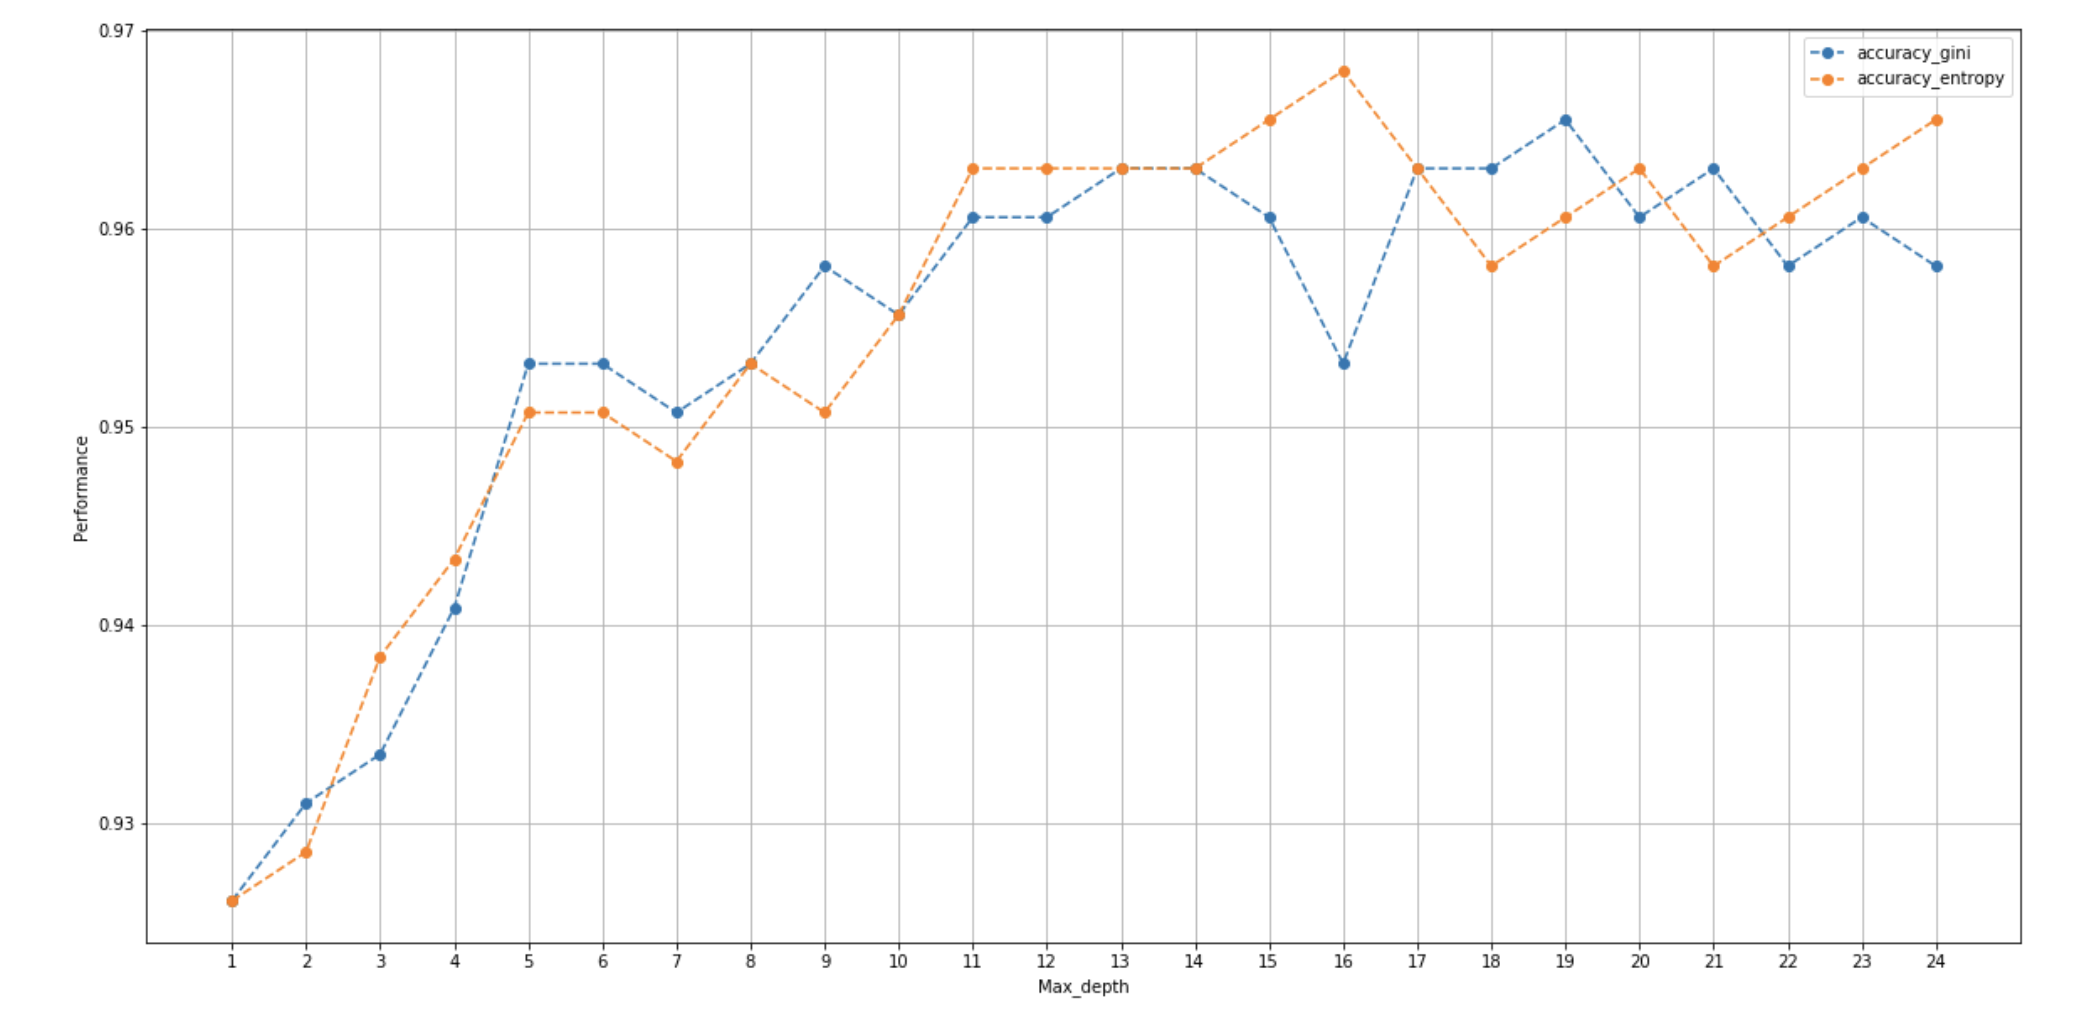 0.97
0.96
0.95
0.94
0.93
Performance
accuracy_gini
accuracy_entropy
1 2 3 4 5 6 7 8 9 10 11 12 13 14 15 16 17 18 19 20 21 22 23 24
Max_depth